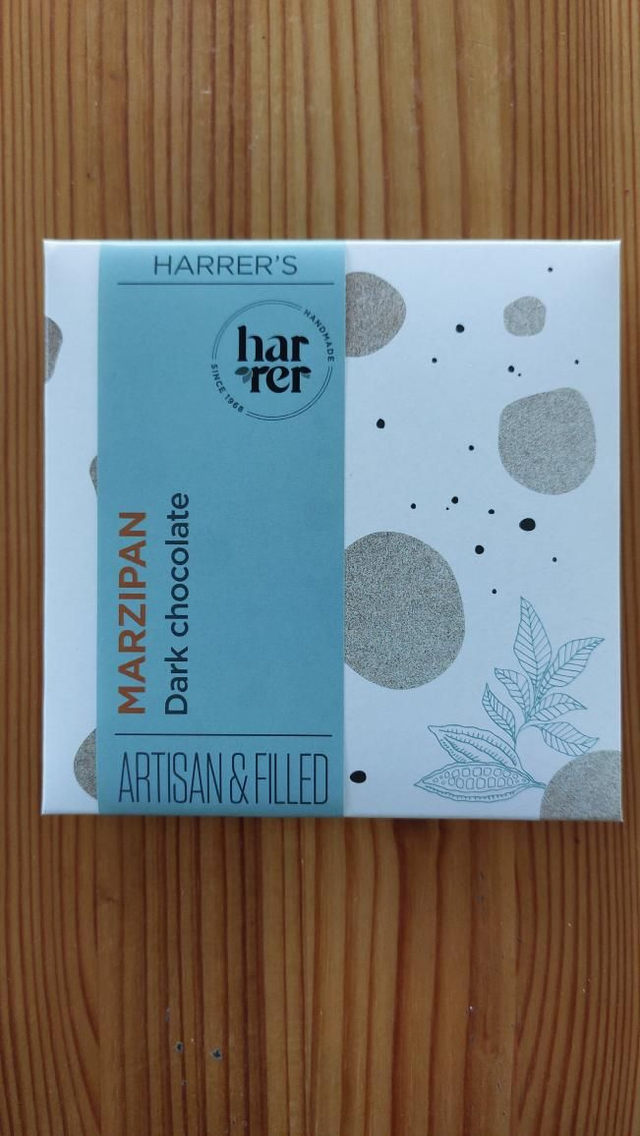 HARRER'S
HANDMADE
har
rer
SINCE 1968
MARZIPAN
Dark chocolate
ARTISAN & FILLED